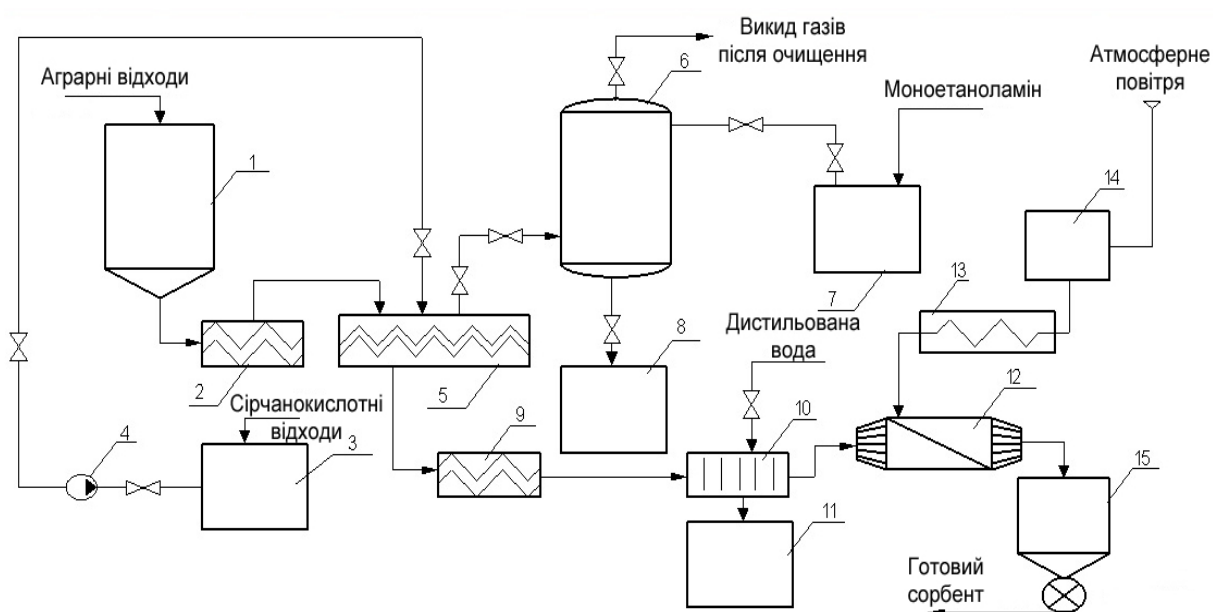 Викид газів
після очищення
6
Атмосферне
повітря
Аграрні відходи
Моноетаноламін
1
14
13
7
Дистильована
вода
8
2
5
12
Сірчанокислотні
відходи
9
10
4
3
15
11
Готовий
сорбент